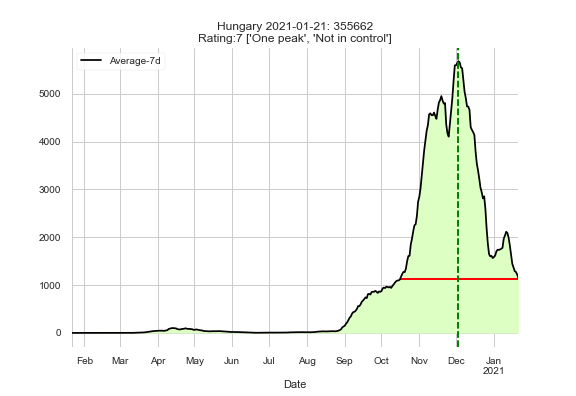 Hungary 2021-01-21: 355662
Rating:7 ['One peak', 'Not in control']
Average-7d
5000
4000
3000
2000
1000
0
Feb Mar Apr May Jun Jul Aug Sep Oct Nov Dec Jan
2021
Date